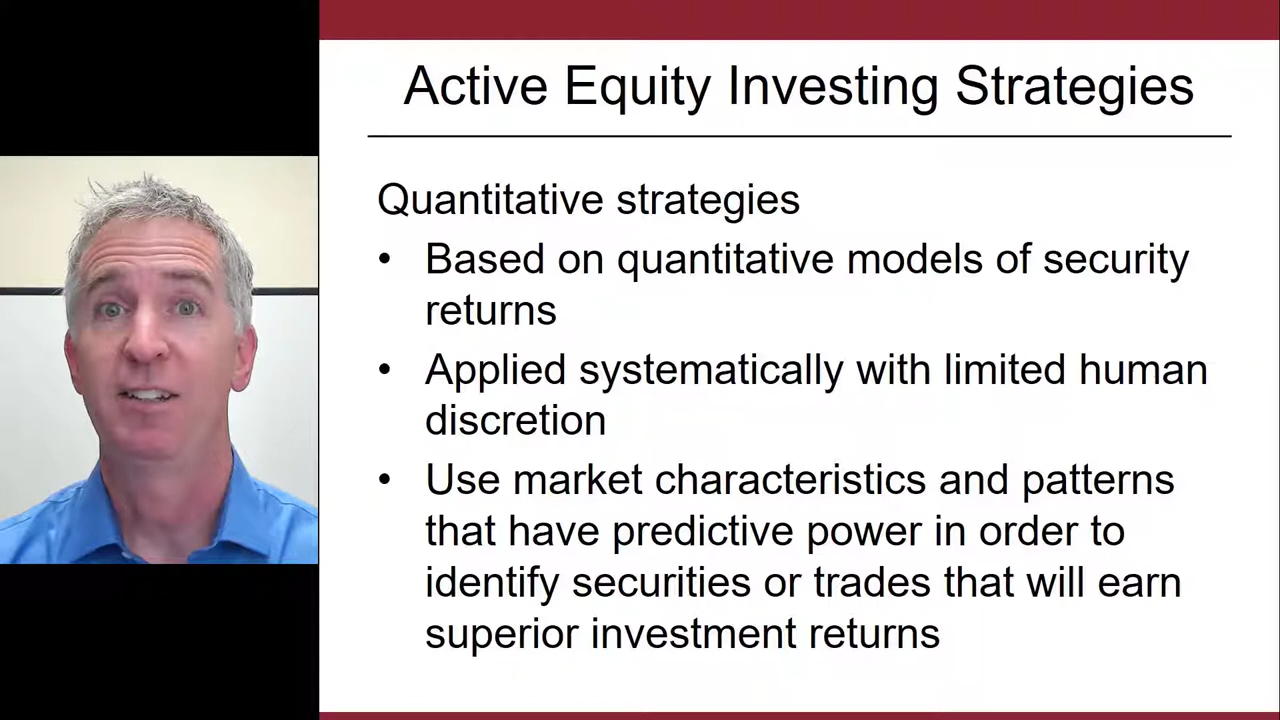 Active Equity Investing Strategies
Quantitative strategies
• Based on quantitative models of security
returns
• Applied systematically with limited human
discretion
• Use market characteristics and patterns
that have predictive power in order to
identify securities or trades that will earn
superior investment returns